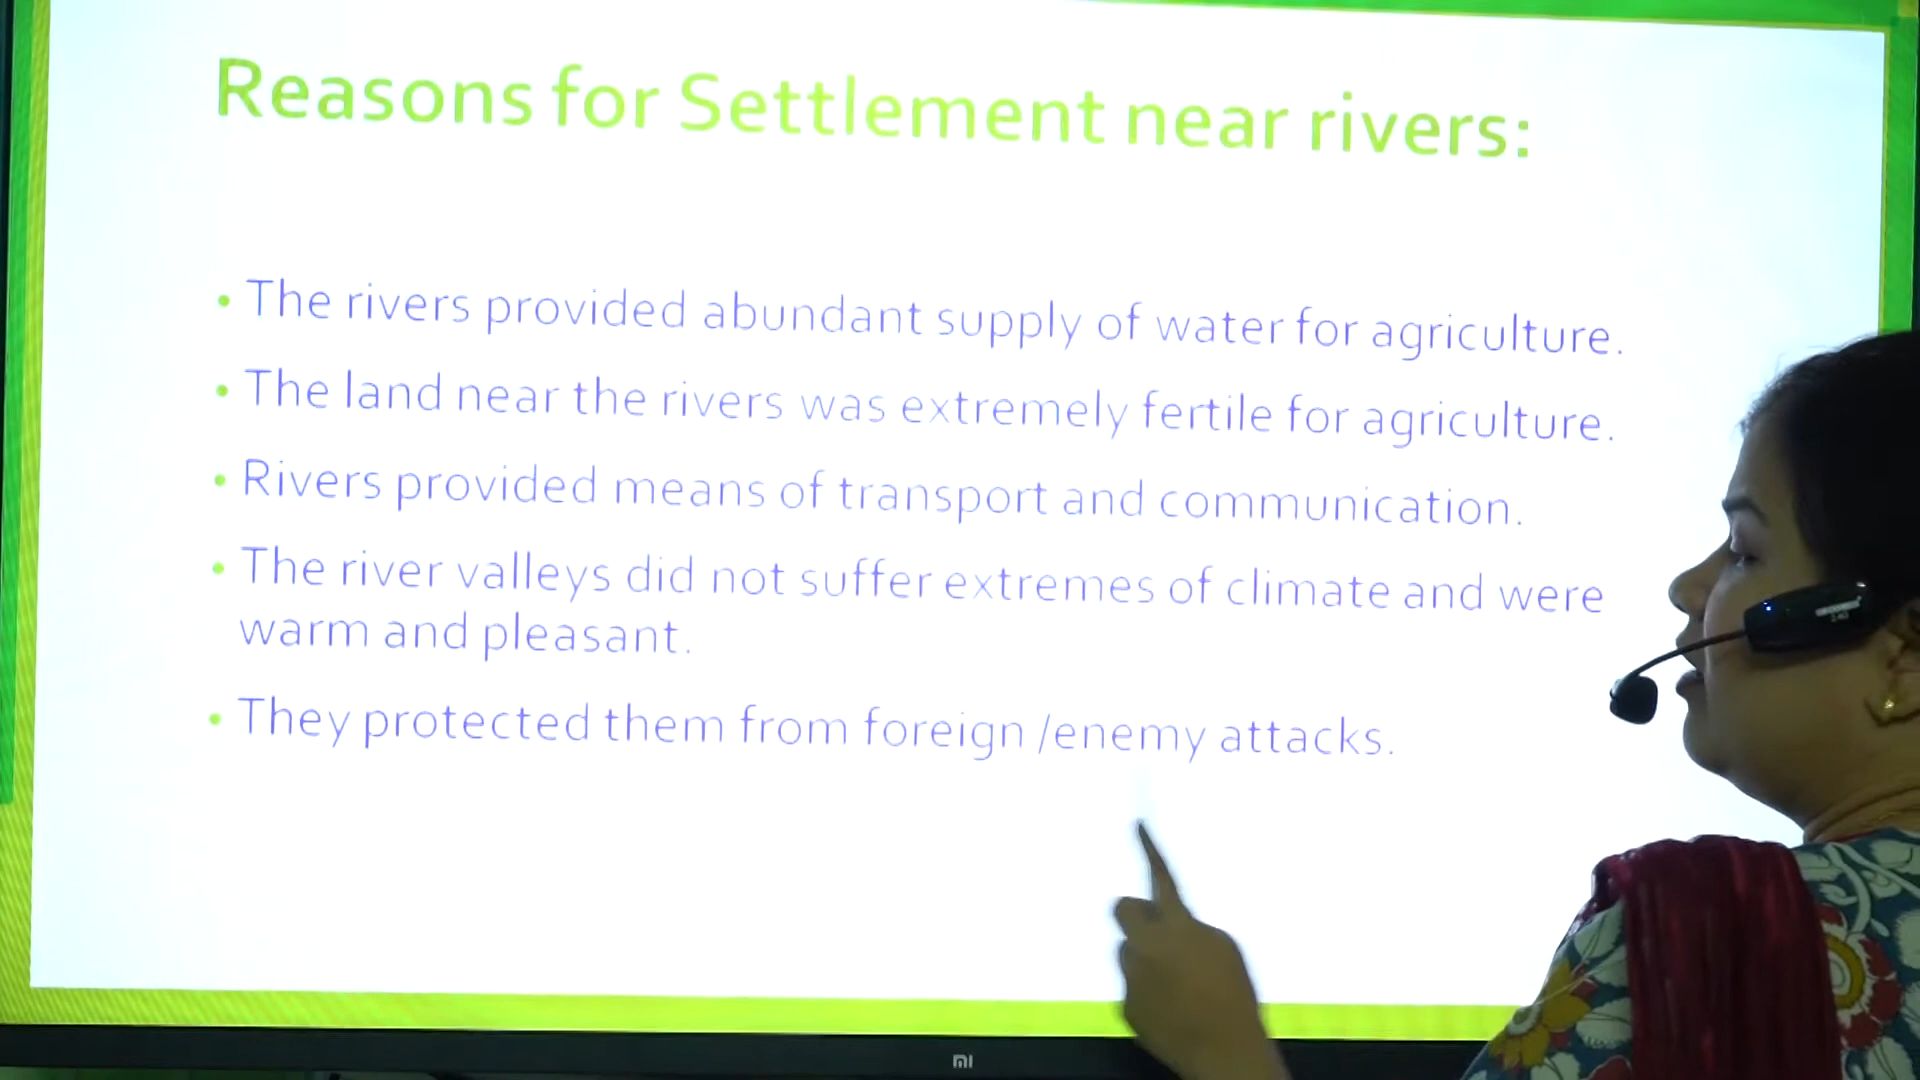 Reasons for Settlement near rivers:
• The rivers provided abundant supply of water for agriculture.
• The land near the rivers was extremely fertile for agriculture.
• Rivers provided means of transport and communication.
• The river valleys did not suffer extremes of climate and were
warm and pleasant.
• They protected them from foreign /enemy attacks.
mi